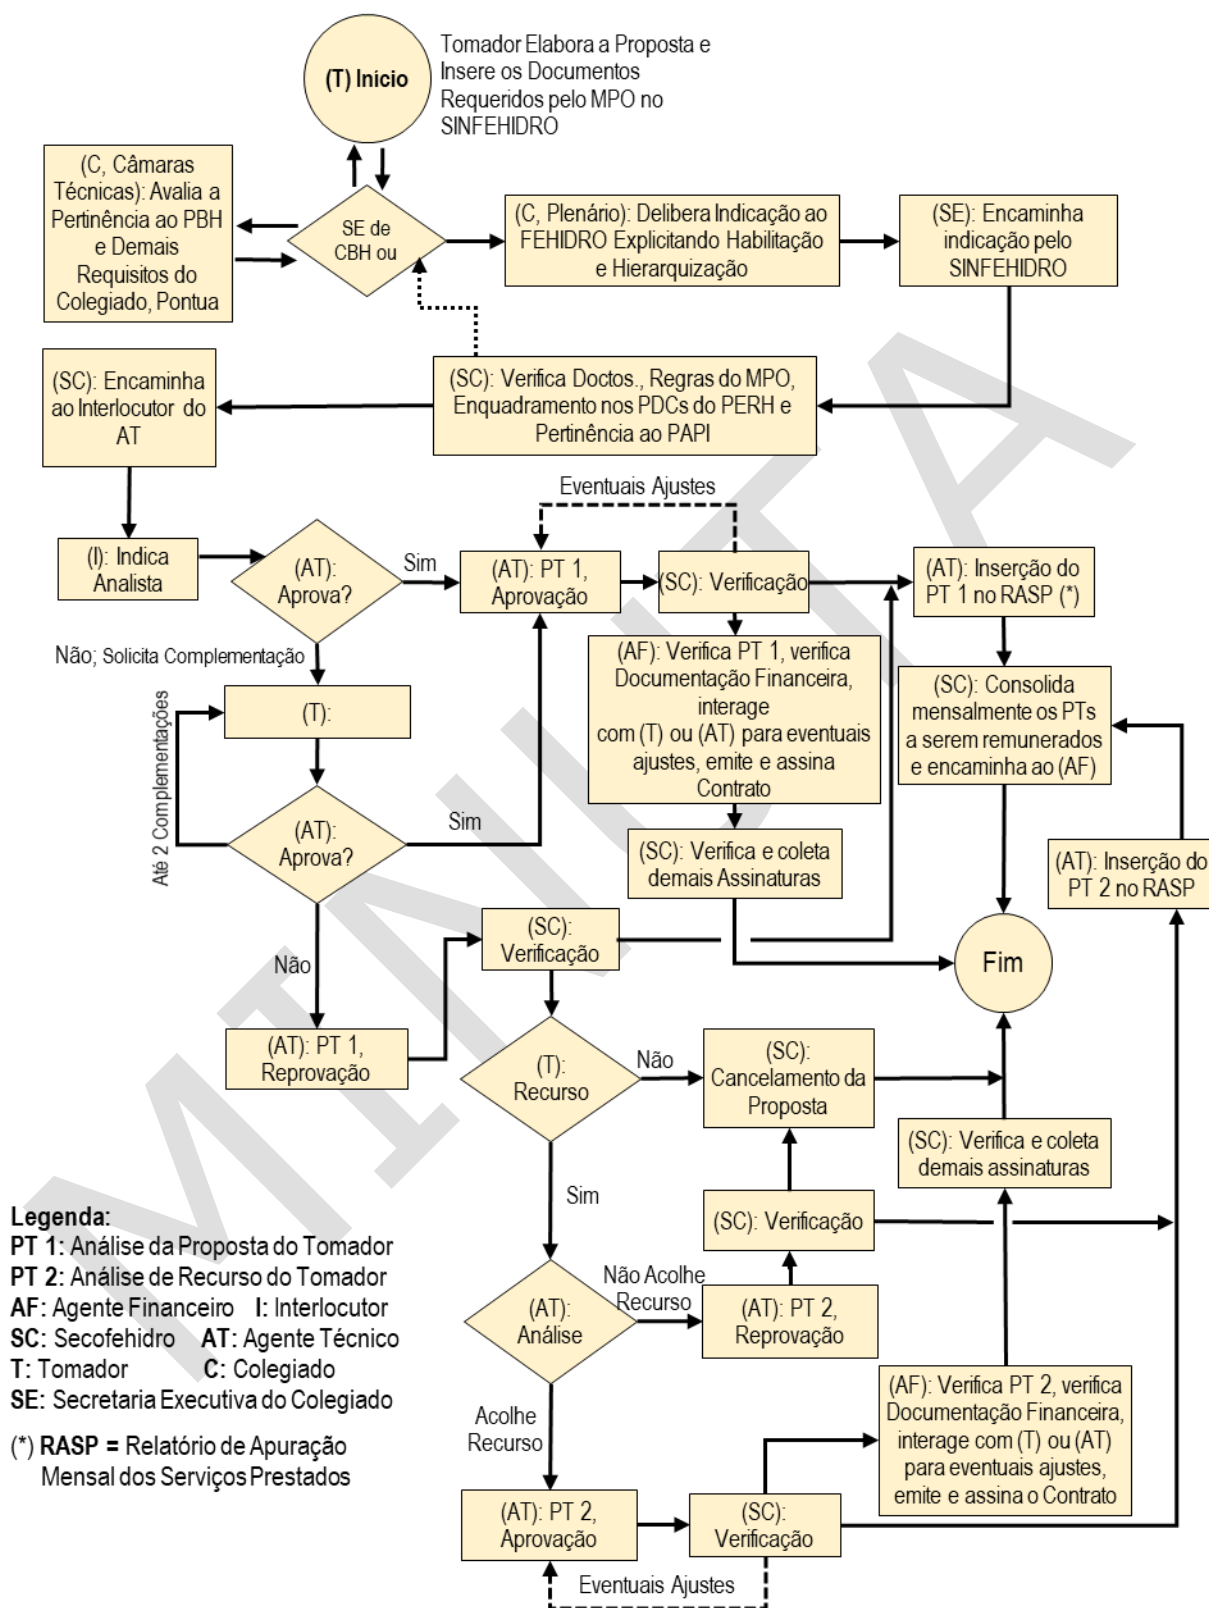 (T) Início
Tomador Elabora a Proposta e
Insere os Documentos
Requeridos pelo MPO no
SINFEHIDRO
(C, Câmaras
Técnicas): Avalia a
Pertinência ao PBH
e Demais
Requisitos do
Colegiado, Pontua
SE de
CBH ou
(C, Plenário): Delibera Indicação ao
FEHIDRO Explicitando Habilitação
e Hierarquização
(SE): Encaminha
indicação pelo
SINFEHIDRO
(SC): Encaminha
ao Interlocutor do
AT
(SC): Verifica Doctos., Regras do MPO,
Enquadramento nos PDCs do PERH e
Pertinência ao PAPI
Eventuais Ajustes
(I): Indica
Analista
(AT):
Aprova?
Sim
(AT): PT 1,
Aprovação
(SC): Verificação
(AT): Inserção do
PT 1 no RASP (*)
Não; Solicita Complementação
(T):
(AF): Verifica PT 1, verifica
Documentação Financeira,
interage
com (T) ou (AT) para eventuais
ajustes, emite e assina
Contrato
(SC): Consolida
mensalmente os PTs
a serem remunerados
e encaminha ao (AF)
Até 2 Complementações
(AT):
Aprova?
Sim
(SC): Verifica e coleta
demais Assinaturas
(AT): Inserção do
PT 2 no RASP
(SC):
Verificação
Fim
Não
(AT): PT 1,
Reprovação
(T):
Recurso
Não
(SC):
Cancelamento da
Proposta
(SC): Verifica e coleta
demais assinaturas
Sim
(SC): Verificação
Legenda:
PT 1: Análise da Proposta do Tomador
PT 2: Análise de Recurso do Tomador
AF: Agente Financeiro I: Interlocutor
SC: Secofehidro AT: Agente Técnico
T: Tomador C: Colegiado
SE: Secretaria Executiva do Colegiado
(*) RASP = Relatório de Apuração
Mensal dos Serviços Prestados
(AT):
Análise
Não Acolhe
Recurso
(AT): PT 2,
Reprovação
(AF): Verifica PT 2, verifica
Documentação Financeira,
interage com (T) ou (AT)
para eventuais ajustes,
emite e assina o Contrato
Acolhe
Recurso
(AT): PT 2,
Aprovação
(SC):
Verificação
Eventuais Ajustes
MINUTA